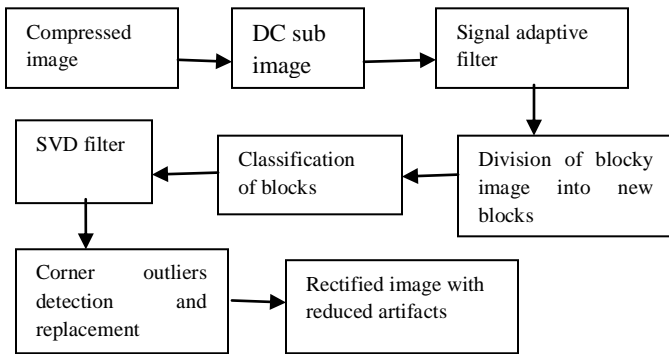 Compressed
image
DC sub
image
Signal adaptive
filter
SVD filter
Classification
of blocks
Division of blocky
image into new
blocks
Corner outliers
detection and
replacement
Rectified image with
reduced artifacts